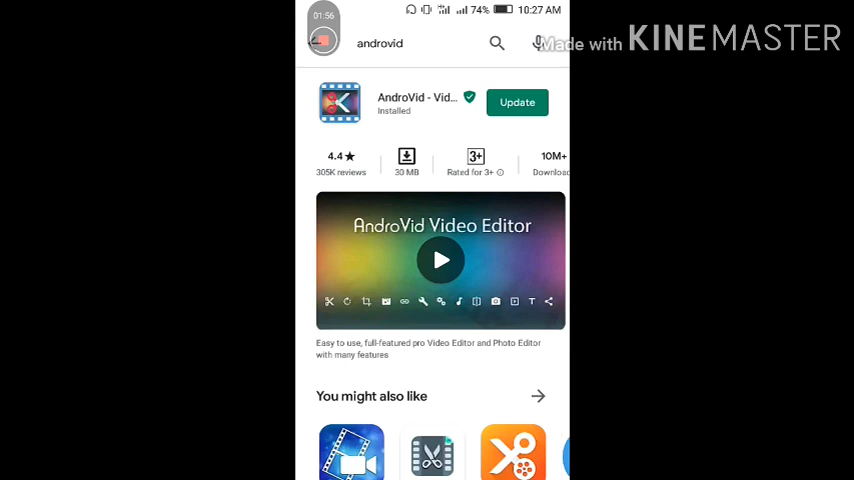 01:56
74%
10:27 AM
androvid
Made with KINEMASTER
AndroVid - Vid...
Installed
Update
4.4★
305K reviews
30 MB
3+
Rated for 3+
10M+
Download
AndroVid Video Editor
Easy to use, full-featured pro Video Editor and Photo Editor
with many features
You might also like